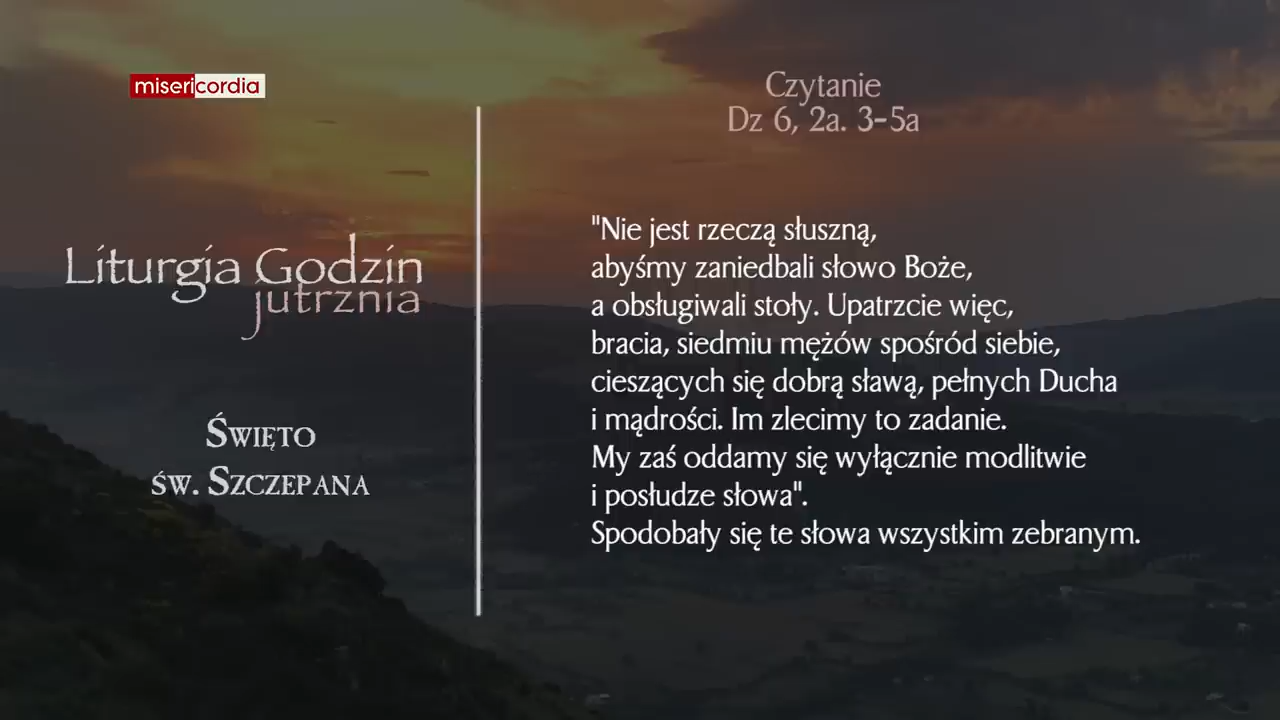 misericordia
Liturgia Godzin
jutrznia
Święto
św. Szczepana
Czytanie
Dz 6, 2a. 3-5a
"Nie jest rzeczą słuszną,
abyśmy zaniedbali słowo Boże,
a obsługiwali stoły. Upatrzcie więc,
bracia, siedmiu mężów spośród siebie,
cieszących się dobrą sławą, pełnych Ducha
i mądrości. Im zlecimy to zadanie.
My zaś oddamy się wyłącznie modlitwie
i posłudze słowa".
Spodobały się te słowa wszystkim zebranym.